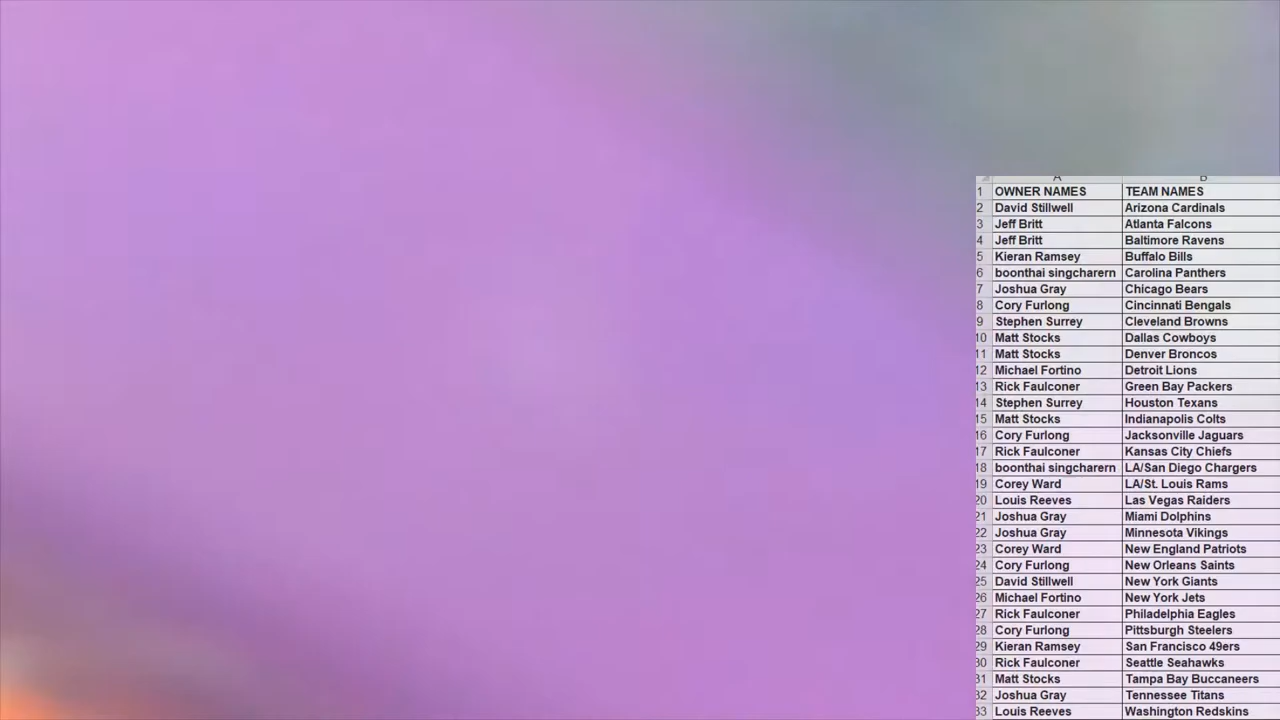 A B
1 OWNER NAMES TEAM NAMES
2 David Stillwell Arizona Cardinals
3 Jeff Britt Atlanta Falcons
4 Jeff Britt Baltimore Ravens
5 Kieran Ramsey Buffalo Bills
6 boonthai singcharern Carolina Panthers
7 Joshua Gray Chicago Bears
8 Cory Furlong Cincinnati Bengals
9 Stephen Surrey Cleveland Browns
10 Matt Stocks Dallas Cowboys
11 Matt Stocks Denver Broncos
12 Michael Fortino Detroit Lions
13 Rick Faulconer Green Bay Packers
14 Stephen Surrey Houston Texans
15 Matt Stocks Indianapolis Colts
16 Cory Furlong Jacksonville Jaguars
17 Rick Faulconer Kansas City Chiefs
18 boonthai singcharern LA/San Diego Chargers
19 Corey Ward LA/St. Louis Rams
20 Louis Reeves Las Vegas Raiders
21 Joshua Gray Miami Dolphins
22 Joshua Gray Minnesota Vikings
23 Corey Ward New England Patriots
24 Cory Furlong New Orleans Saints
25 David Stillwell New York Giants
26 Michael Fortino New York Jets
27 Rick Faulconer Philadelphia Eagles
28 Cory Furlong Pittsburgh Steelers
29 Kieran Ramsey San Francisco 49ers
30 Rick Faulconer Seattle Seahawks
31 Matt Stocks Tampa Bay Buccaneers
32 Joshua Gray Tennessee Titans
33 Louis Reeves Washington Redskins